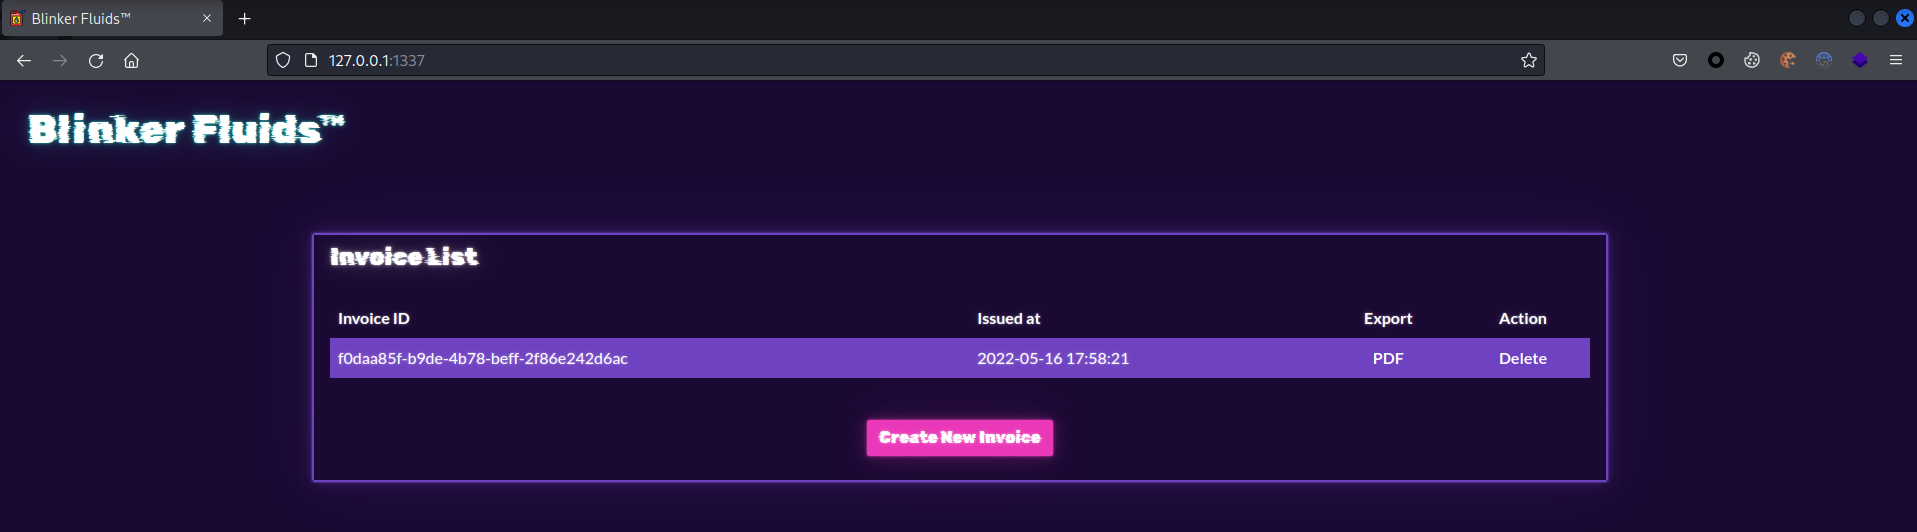 Blinker Fluids™
127.0.0.1:1337
Blinker Fluids™
Invoice List
Invoice ID Issued at Export Action
f0daa85f-b9de-4b78-beff-2f86e242d6ac 2022-05-16 17:58:21 PDF Delete
Create New Invoice